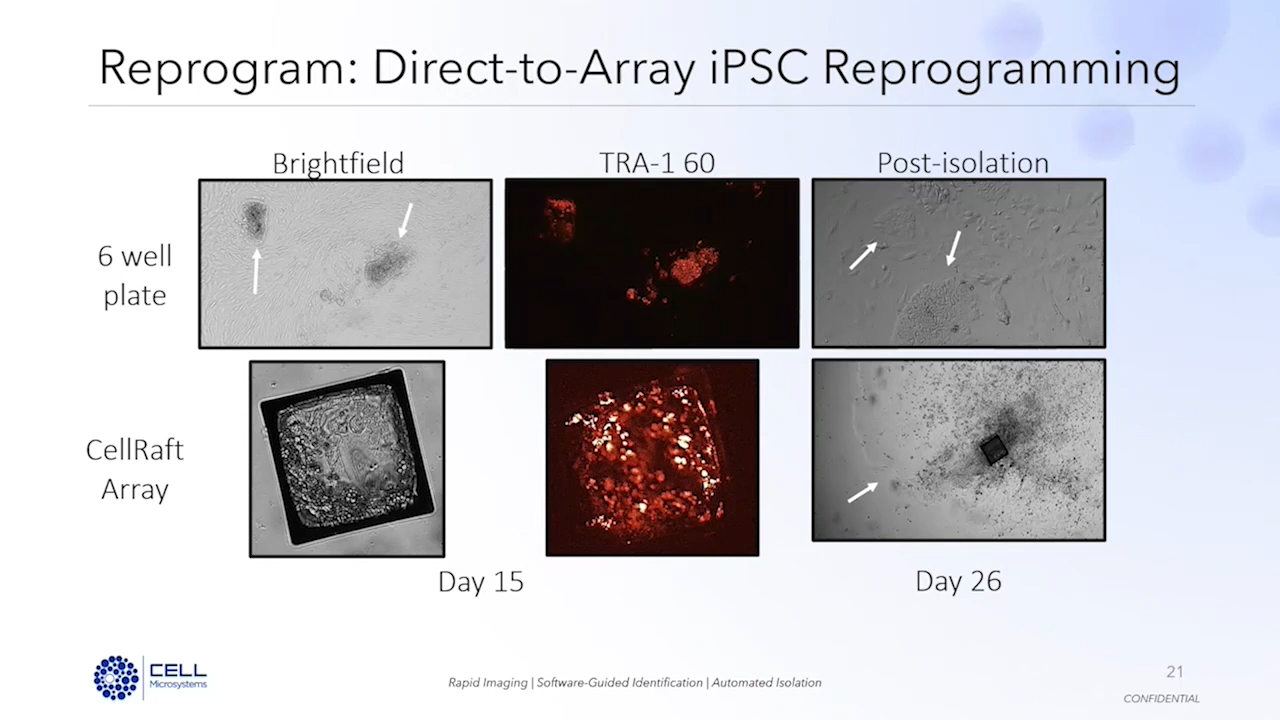 Reprogram: Direct-to-Array iPSC Reprogramming
Brightfield
TRA-1 60
Post-isolation
6 well
plate
CellRaft
Array
Day 15
Day 26
CELL
Microsystems
Rapid Imaging | Software-Guided Identification | Automated Isolation
21
CONFIDENTIAL